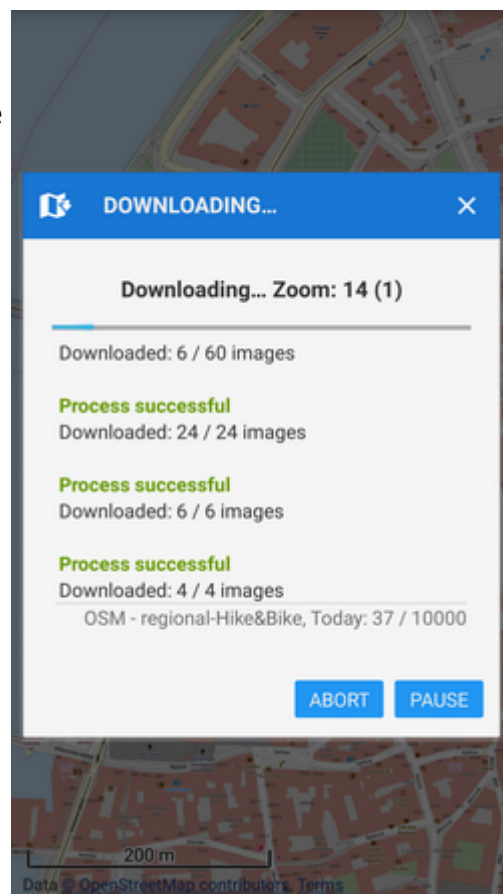 e
DOWNLOADING...
Downloading... Zoom: 14 (1)
Downloaded: 6 / 60 images
Process successful
Downloaded: 24 / 24 images
Process successful
Downloaded: 6 / 6 images
Process successful
Downloaded: 4 / 4 images
OSM - regional-Hike&Bike, Today: 37 / 10000
ABORT PAUSE
200 m
Data © OpenStreetMap contributors, Terms